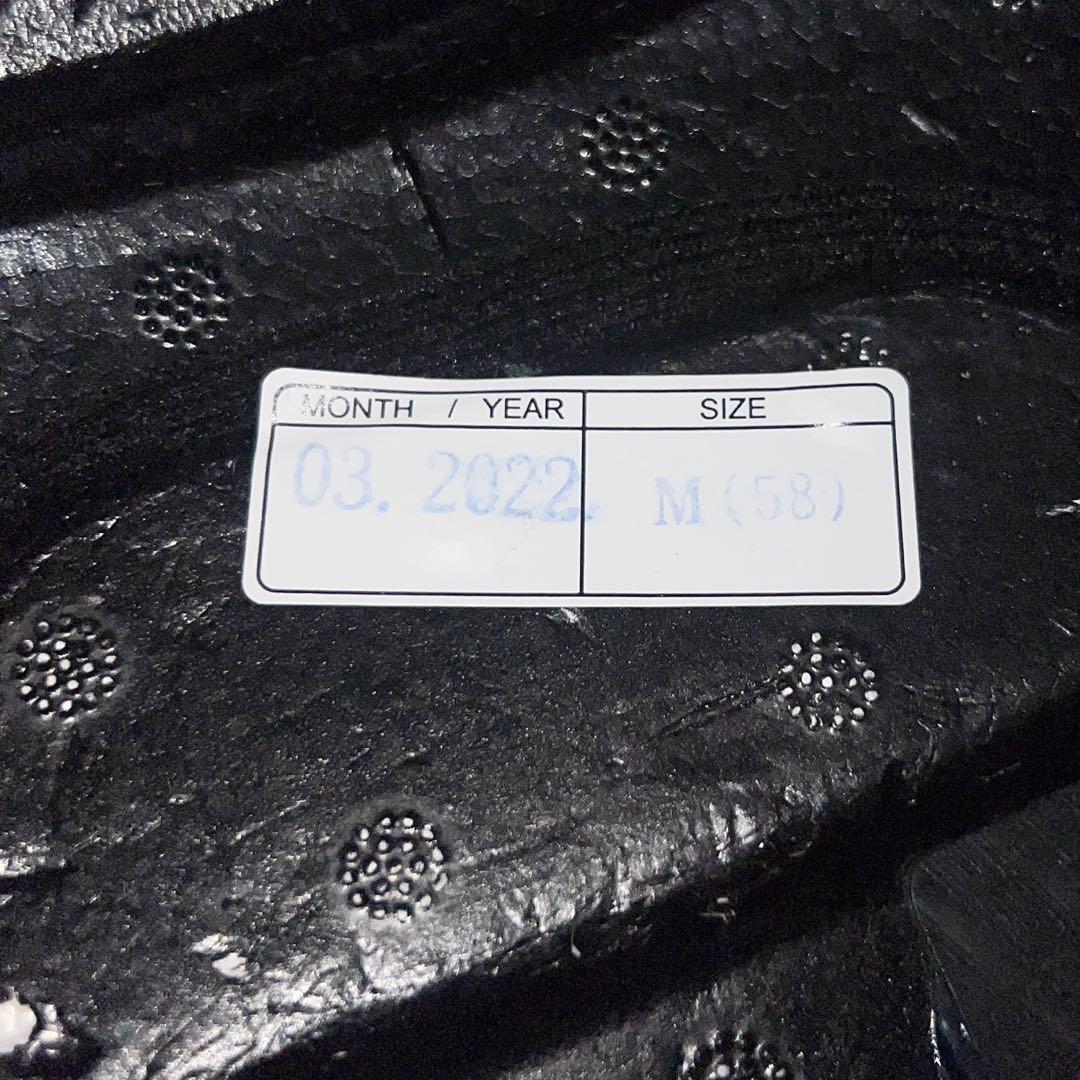 MONTH / YEAR SIZE
03. 2022. M(58)